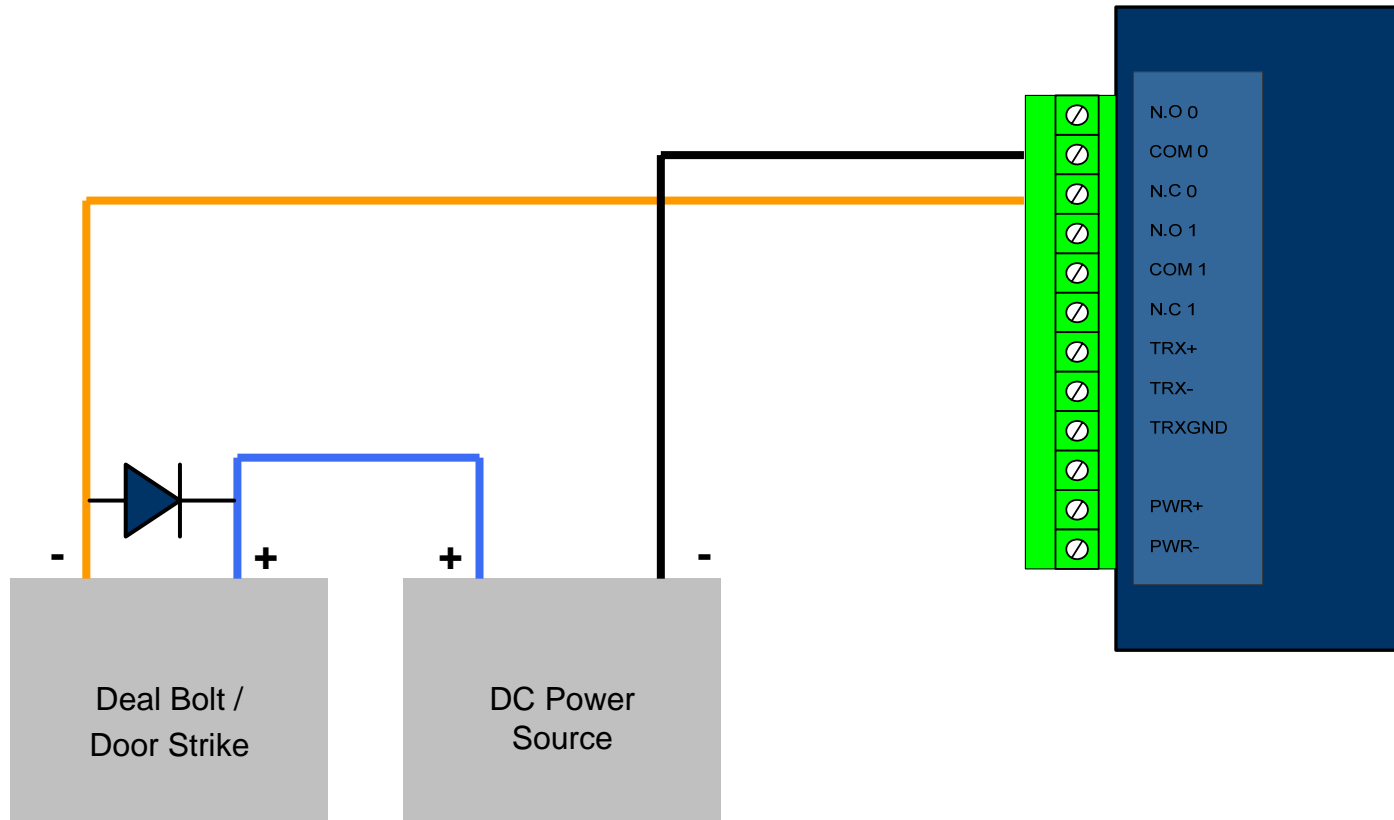 N.O 0
COM 0
N.C 0
N.O 1
COM 1
N.C 1
TRX+
TRX-
TRXGND
PWR+
PWR-
- + + -
Deal Bolt /
Door Strike
DC Power
Source